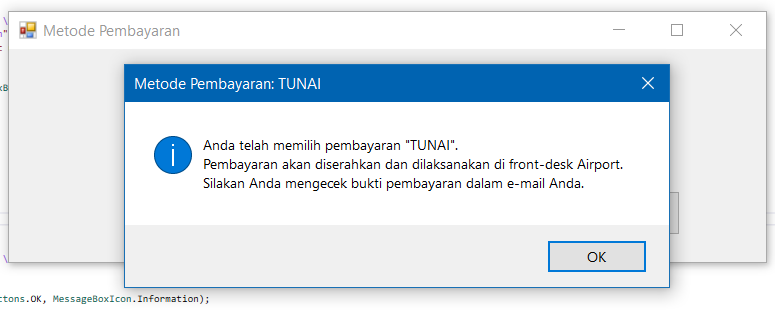 Metode Pembayaran
Metode Pembayaran: TUNAI
Anda telah memilih pembayaran "TUNAI".
Pembayaran akan diserahkan dan dilaksanakan di front-desk Airport.
Silakan Anda mengecek bukti pembayaran dalam e-mail Anda.
OK
ttons.OK, MessageBoxIcon.Information);